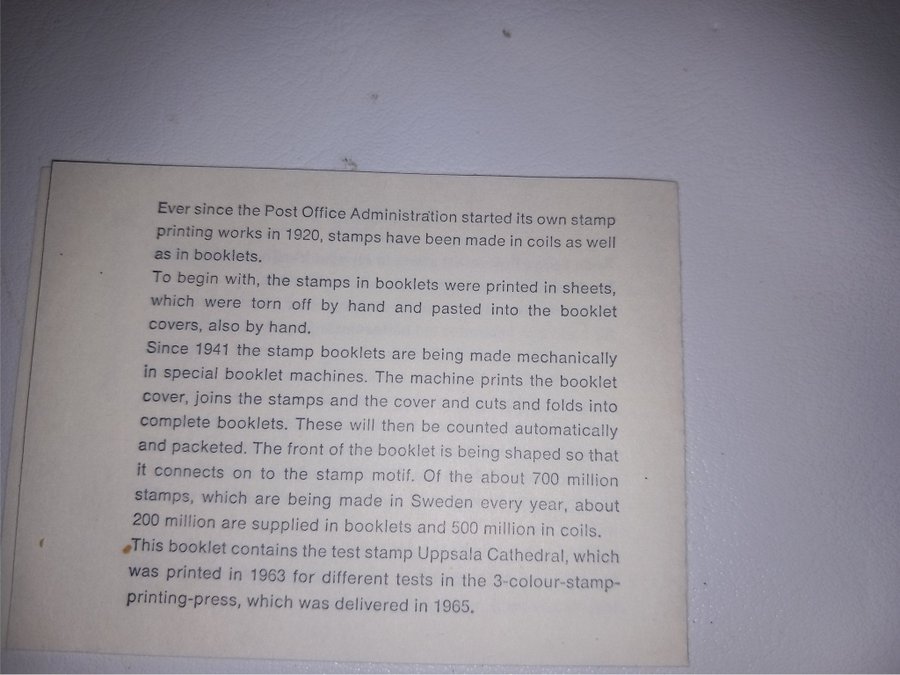 Ever since the Post Office Administration started its own stamp
printing works in 1920, stamps have been made in coils as well
as in booklets.
To begin with, the stamps in booklets were printed in sheets,
which were torn off by hand and pasted into the booklet
covers, also by hand.
Since 1941 the stamp booklets are being made mechanically
in special booklet machines. The machine prints the booklet
cover, joins the stamps and the cover and cuts and folds into
complete booklets. These will then be counted automatically
and packeted. The front of the booklet is being shaped so that
it connects on to the stamp motif. Of the about 700 million
stamps, which are being made in Sweden every year, about
200 million are supplied in booklets and 500 million in coils.
This booklet contains the test stamp Uppsala Cathedral, which
was printed in 1963 for different tests in the 3-colour-stamp-
printing-press, which was delivered in 1965.